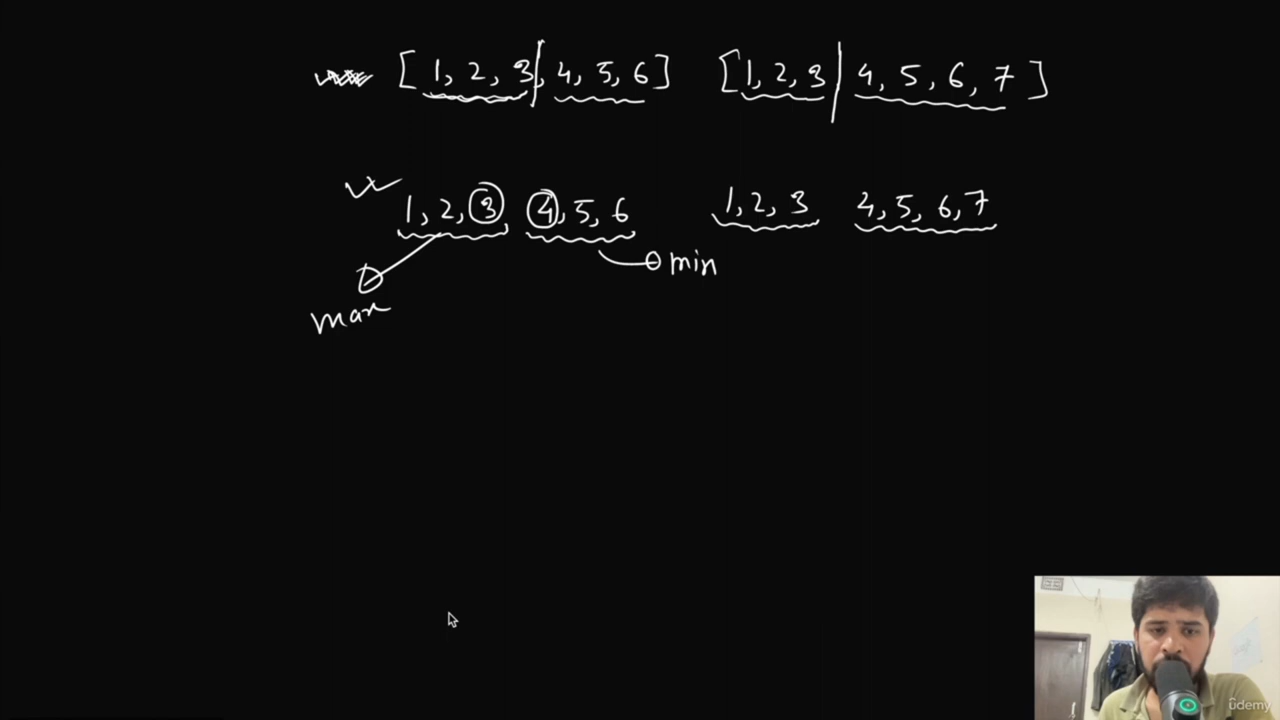 [1, 2, 3, 4, 5, 6] [1, 2, 3 4, 5, 6, 7]
1, 2, 3 4, 5, 6 1, 2, 3 4, 5, 6, 7
min
max
ûdemy